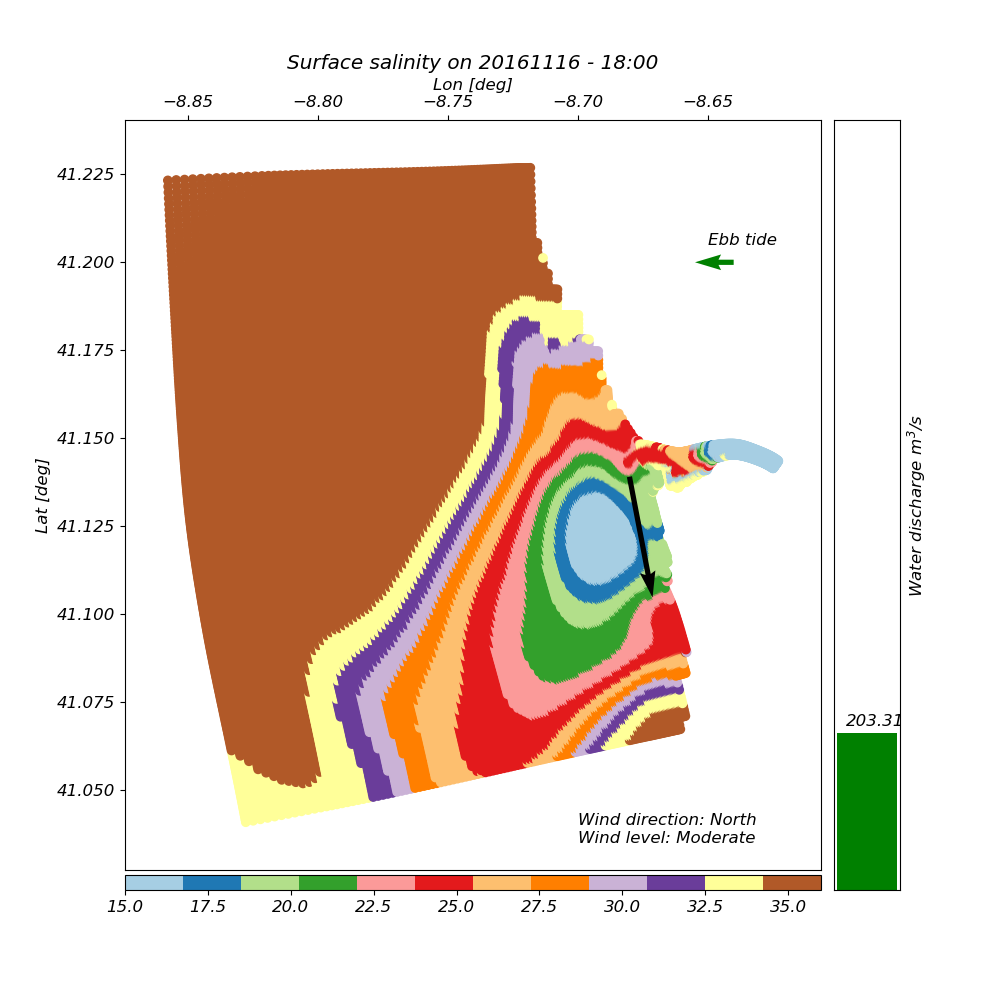 Surface salinity on 20161116 - 18:00
Lon [deg]
−8.85 −8.80 −8.75 −8.70 −8.65
41.225
41.200
41.175
41.150
41.125
41.100
41.075
41.050
Lat [deg]
Ebb tide
Wind direction: North
Wind level: Moderate
203.31
Water discharge m³/s
15.0 17.5 20.0 22.5 25.0 27.5 30.0 32.5 35.0